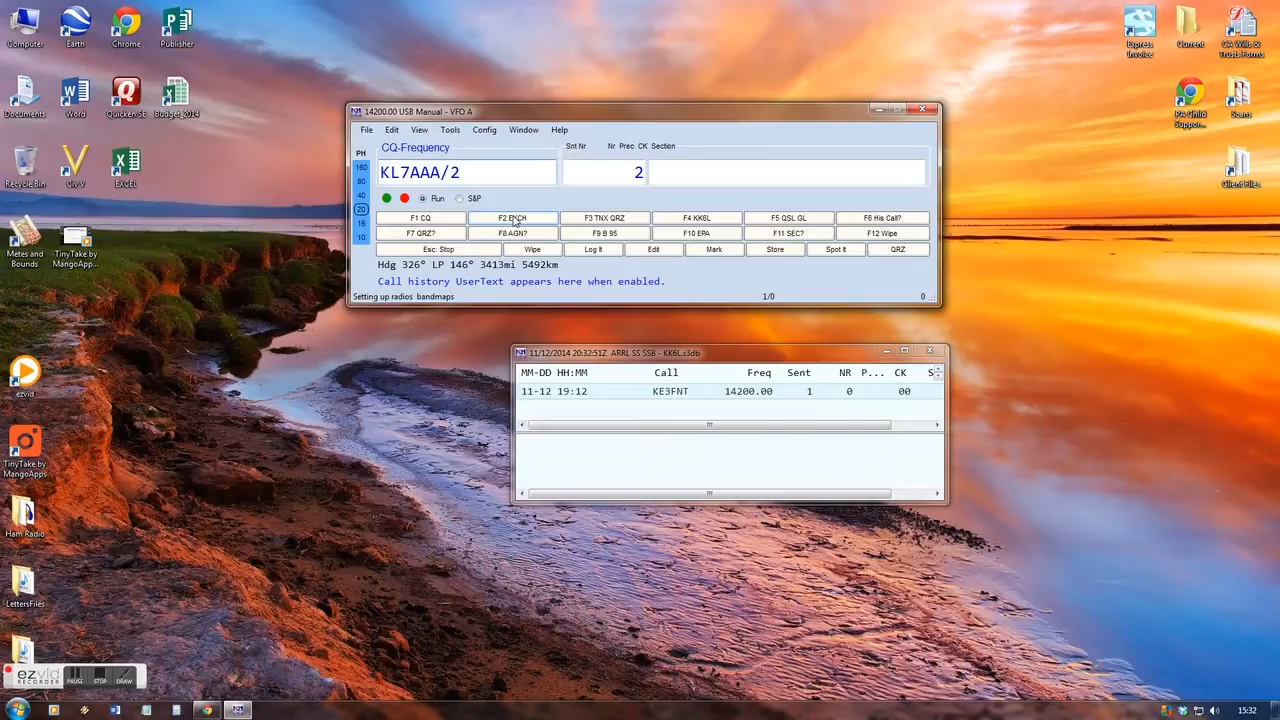 Computer
Earth
Chrome
Publisher
Express
Invoice
Current
CA Wills &
Trusts Forms
Documents
Word
Quicken SE
PA Child
Suppor...
Scans
Recycle Bin
Civ V
EXCEL
Client Files
Metes and
Bounds
TinyTake by
MangoApp...
ezvid
TinyTake by
MangoApps
Ham Radio
LettersFiles
14200.00 USB Manual - VFO A
File Edit View Tools Config Window Help
PH
160
80
40
20
15
10
CQ-Frequency
Snt Nr Nr Prec CK Section
KL7AAA/2 2
Run S&P
F1 CQ F2 EXCH F3 TNX QRZ F4 KK6L F5 QSL GL F6 His Call?
F7 QRZ? F8 AGN? F9 B 95 F10 EPA F11 SEC? F12 Wipe
Esc: Stop Wipe Log It Edit Mark Store Spot It QRZ
Hdg 326° LP 146° 3413mi 5492km
Call history UserText appears here when enabled.
Setting up radios bandmaps 1/0 0
11/12/2014 20:32:51Z ARRL SS SSB - KK6L.s3db
MM-DD HH:MM Call Freq Sent NR P... CK S
11-12 19:12 KE3FNT 14200.00 1 0 00
ezvid
RECORDER
PAUSE STOP DRAW
15:32